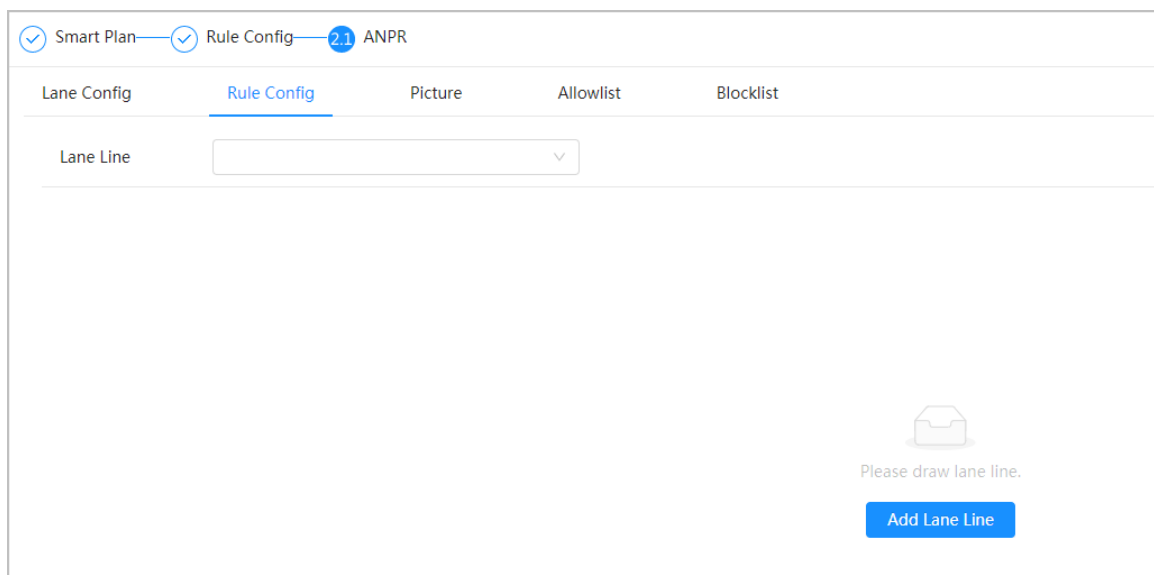 Smart Plan Rule Config 2.1 ANPR
Lane Config Rule Config Picture Allowlist Blocklist
Lane Line
Please draw lane line.
Add Lane Line